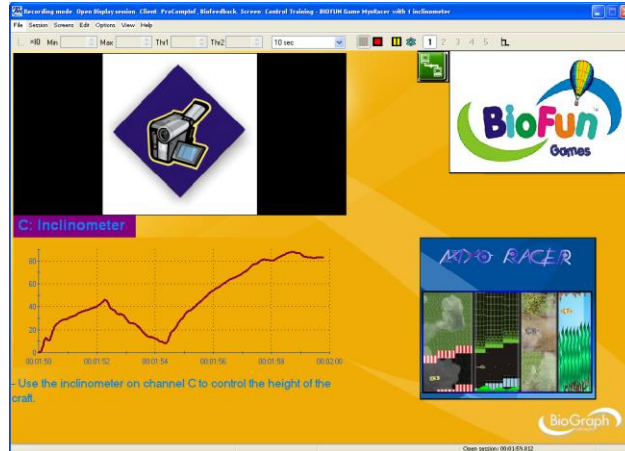 Recording mode. Open Display session. Client: ProCompInf, Biofeedback. Screen: Control Training - BIOFUN Game MyoRacer with 1 inclinometer
File Session Screens Edit Options View Help
×10 Min Max Thr1 Thr2 10 sec 1 2 3 4 5
BioFun
Games
C: Inclinometer
MYO RACER
80
60
40
20
0
00:01:50 00:01:52 00:01:54 00:01:56 00:01:58 00:02:00
- Use the inclinometer on channel C to control the height of the
craft.
BioGraph
Open session: 00:01:59.812